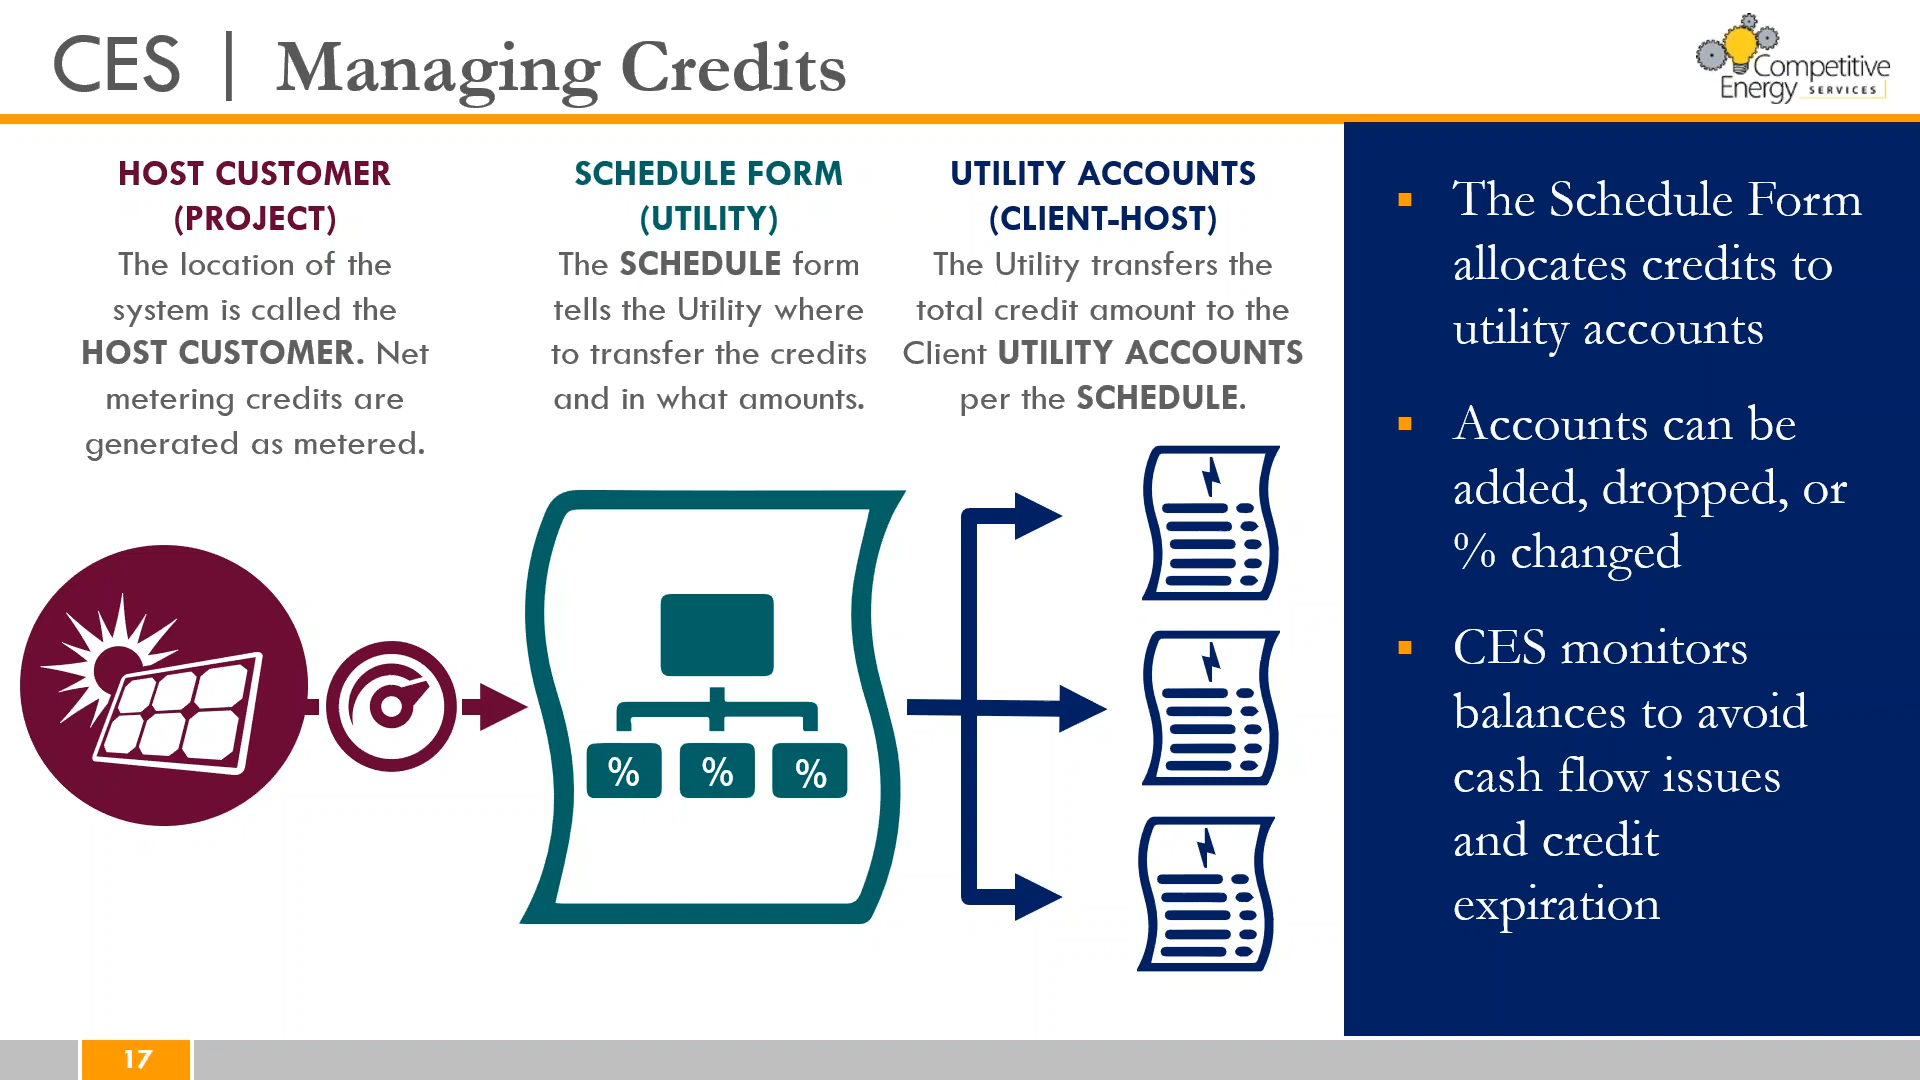 CES | Managing Credits
Competitive
Energy SERVICES
HOST CUSTOMER
(PROJECT)
The location of the
system is called the
HOST CUSTOMER. Net
metering credits are
generated as metered.
SCHEDULE FORM
(UTILITY)
The SCHEDULE form
tells the Utility where
to transfer the credits
and in what amounts.
UTILITY ACCOUNTS
(CLIENT-HOST)
The Utility transfers the
total credit amount to the
Client UTILITY ACCOUNTS
per the SCHEDULE.
% % %
▪ The Schedule Form
allocates credits to
utility accounts
▪ Accounts can be
added, dropped, or
% changed
▪ CES monitors
balances to avoid
cash flow issues
and credit
expiration
17